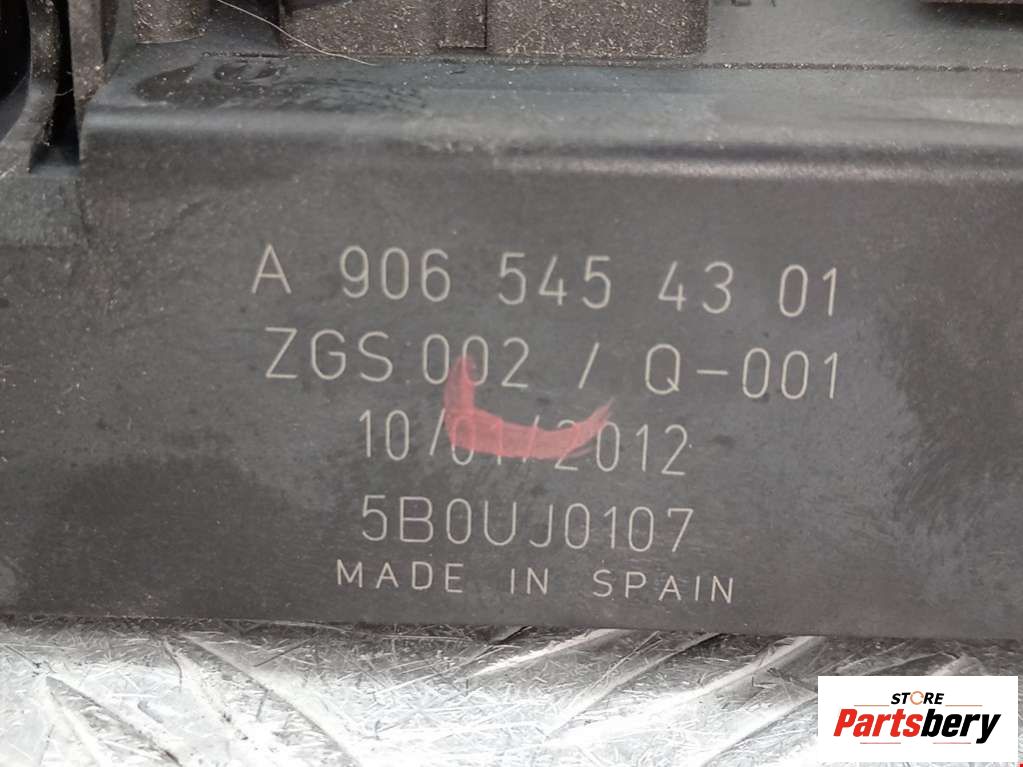 A 906 545 43 01
ZGS 002 / Q-001
10/01/2012
5B0UJ0107
MADE IN SPAIN
STORE
Partsbery